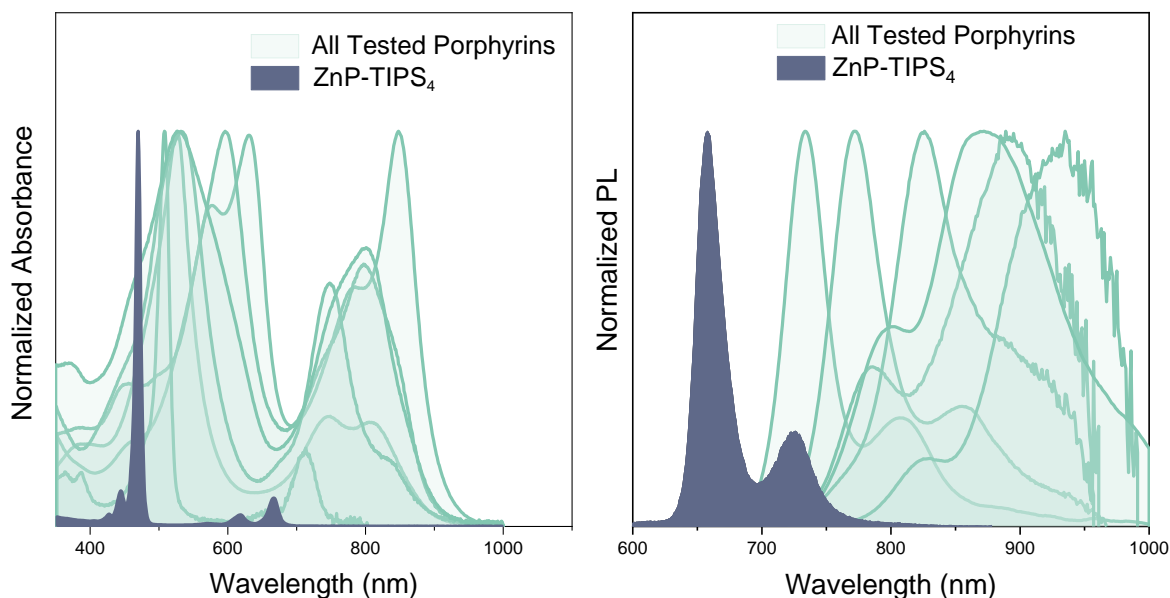 All Tested Porphyrins
ZnP-TIPS₄
Normalized Absorbance
400 600 800 1000
Wavelength (nm)
All Tested Porphyrins
ZnP-TIPS₄
Normalized PL
600 700 800 900 1000
Wavelength (nm)